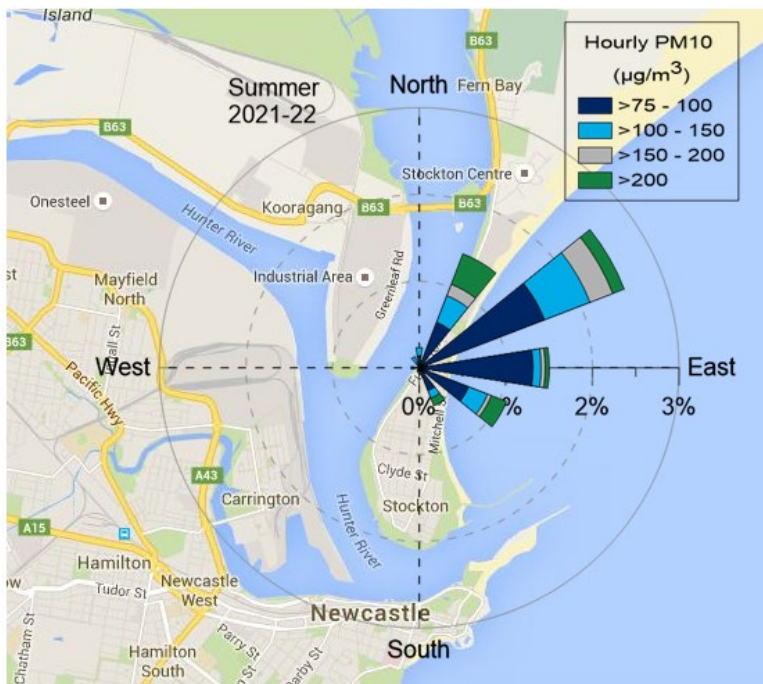 Island
B63
North
Hourly PM10
(µg/m³)
>75 - 100
>100 - 150
>150 - 200
>200
Summer
2021-22
Fern Bay
B63
Stockton Centre
Onesteel
Kooragang
B63
B63
Hunter River
Industrial Area
Greenleaf Rd
Mayfield
North
B63
West
East
Pacific Hwy
0%
2%
3%
Mitchell S
A43
Clyde St
Stockton
Carrington
Hunter River
A15
Hamilton
Newcastle
West
Tudor St
Newcastle
Parry St
South
Hamilton
South
Chatham St